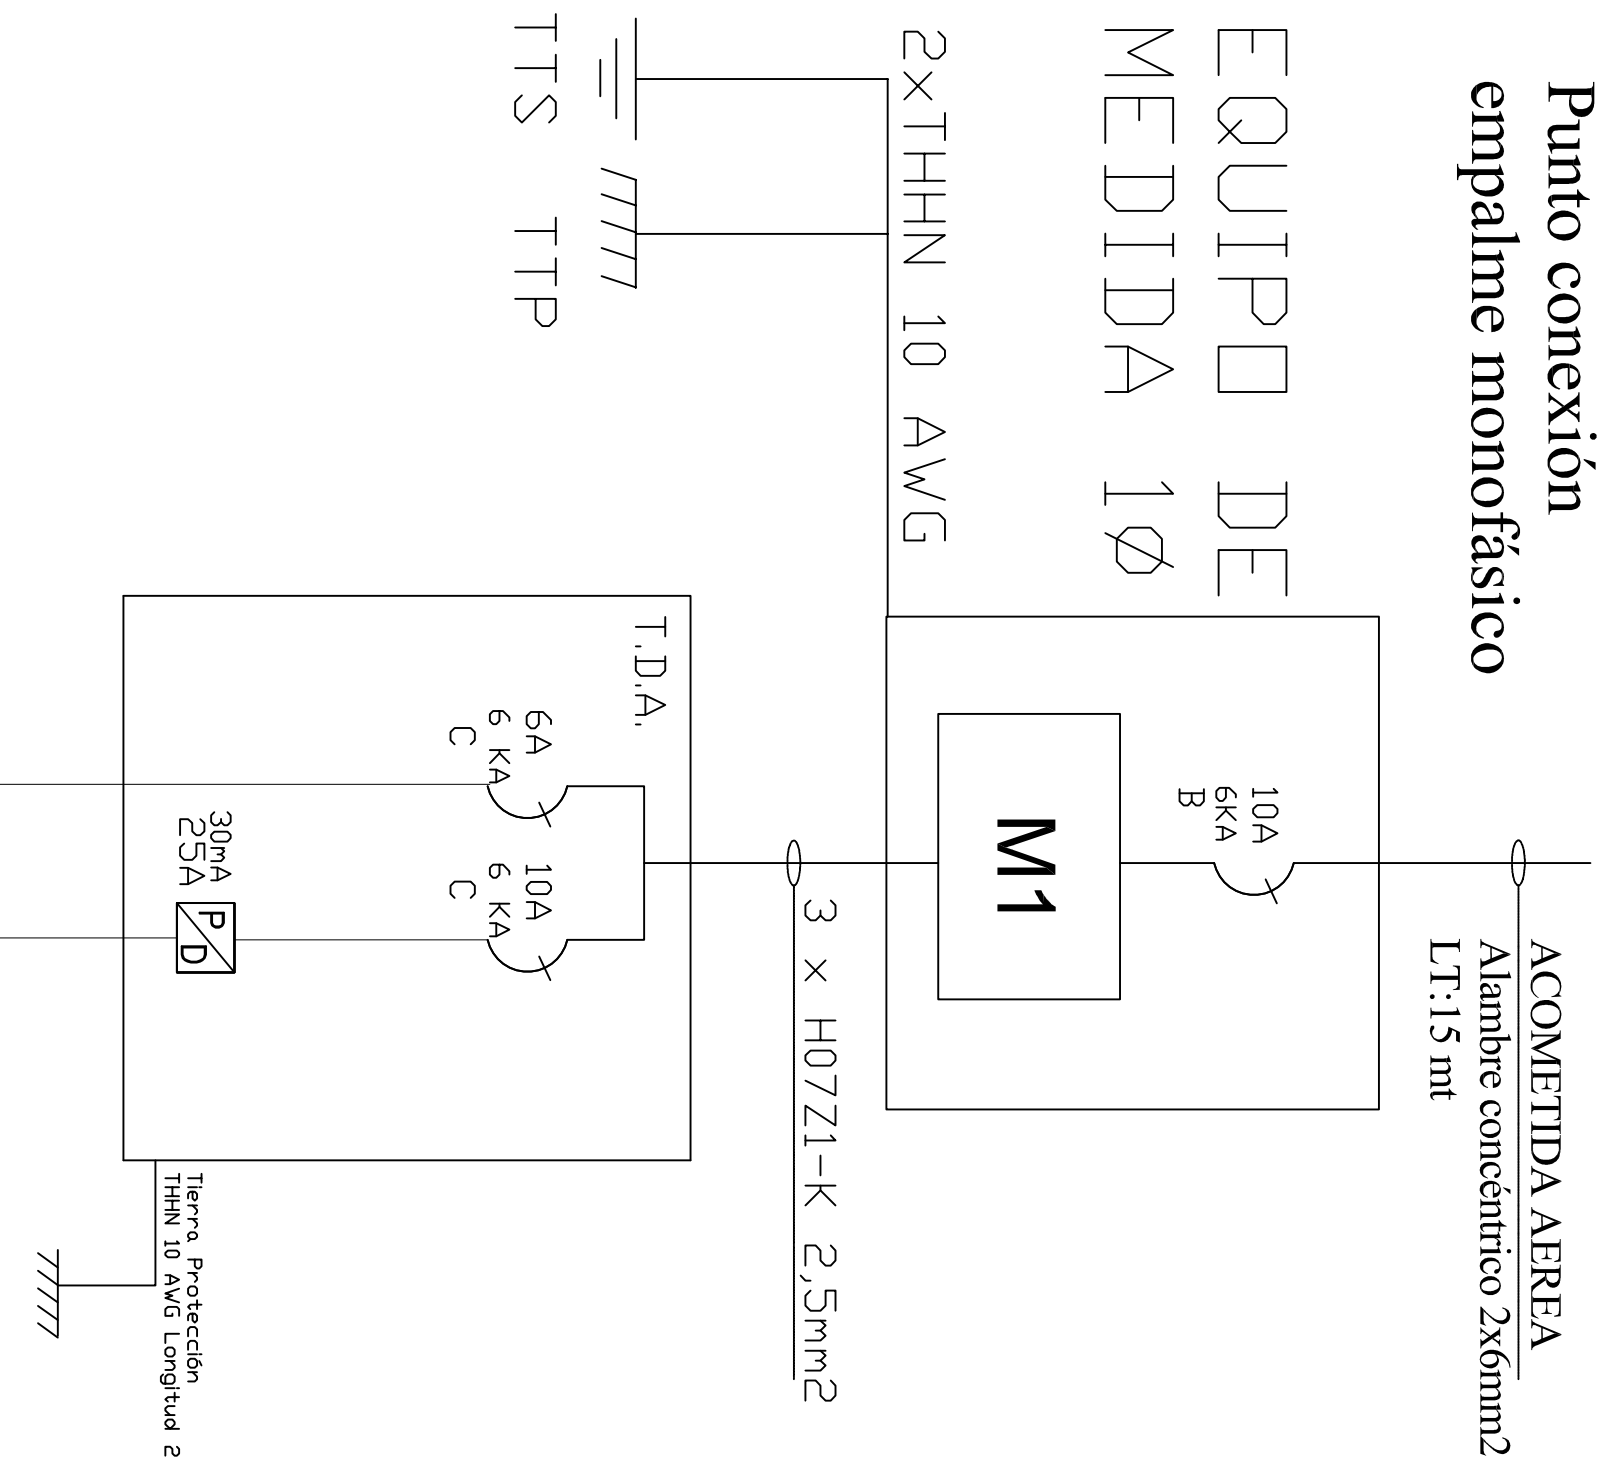 Punto conexión
empalme monofásico
EQUIPO DE
MEDIDA 1Ø
2xTHHN 10 AWG
TTS
TTP
ACOMETIDA AEREA
Alambre concéntrico 2x6mm2
LT:15 mt
10A
6KA
B
M1
3 x H07Z1-K 2,5mm2
T.D.A.
6A
6 KA
C
10A
6 KA
C
30mA
25A
P
D
Tierra Protección
THHN 10 AWG Longitud 2